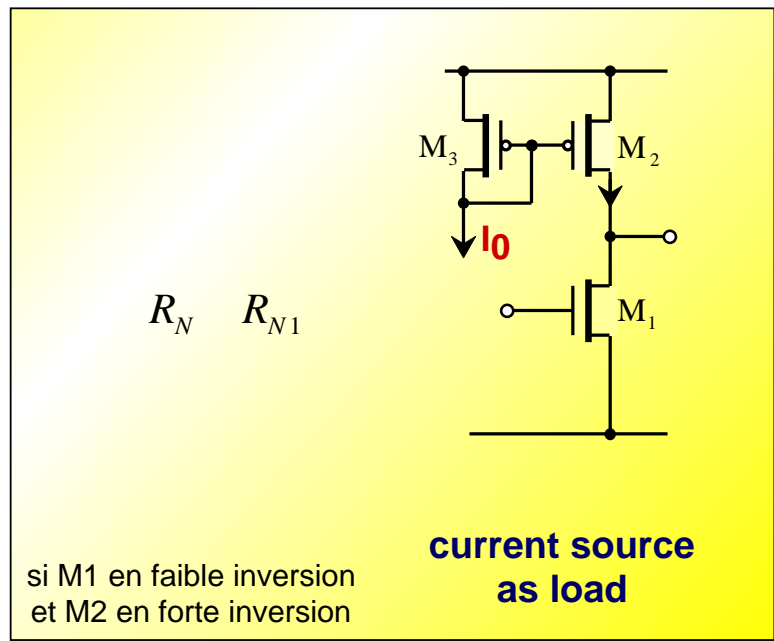 M3
M2
I0
RN RN1
M1
si M1 en faible inversion
et M2 en forte inversion
current source
as load